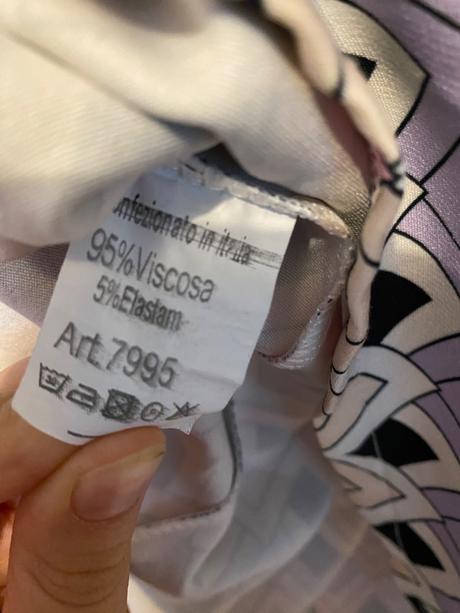 onfezionato in italia
95%Viscosa
5%Elastam
Art.7995